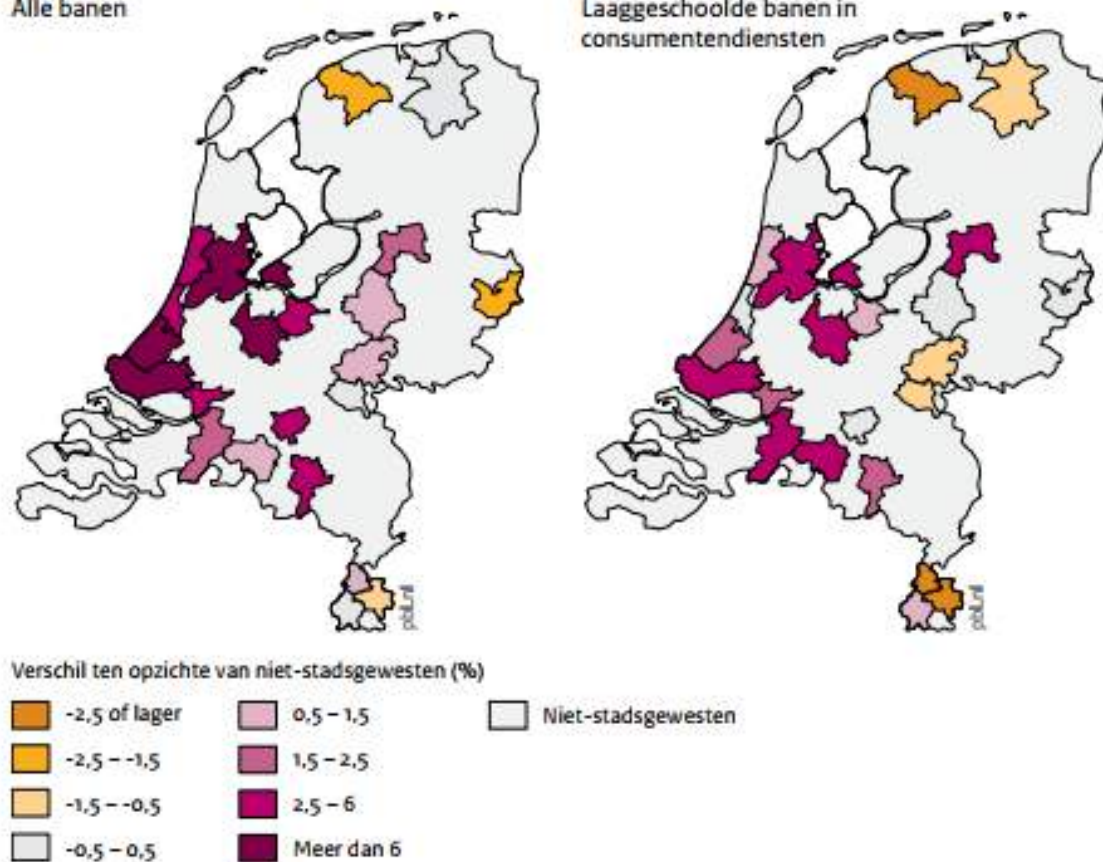 Alle banen
Laaggeschoolde banen in
consumentendiensten
pbl.nl
pbl.nl
Verschil ten opzichte van niet-stadsgewesten (%)
-2,5 of lager
-2,5 – -1,5
-1,5 – -0,5
-0,5 – 0,5
0,5 – 1,5
1,5 – 2,5
2,5 – 6
Meer dan 6
Niet-stadsgewesten